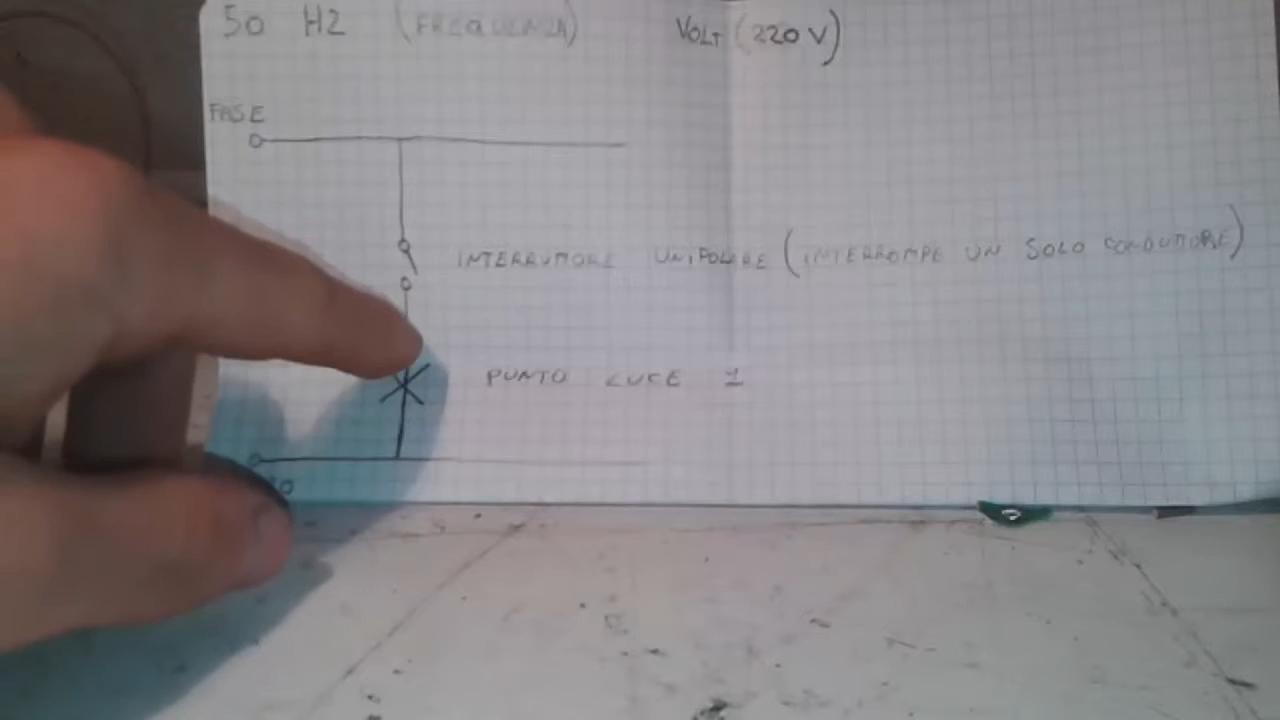 50 HZ (FREQUENZA) VOLT (220 V)
FASE
INTERRUTTORE UNIPOLARE (INTERROMPE UN SOLO CONDUTTORE)
PUNTO LUCE 1